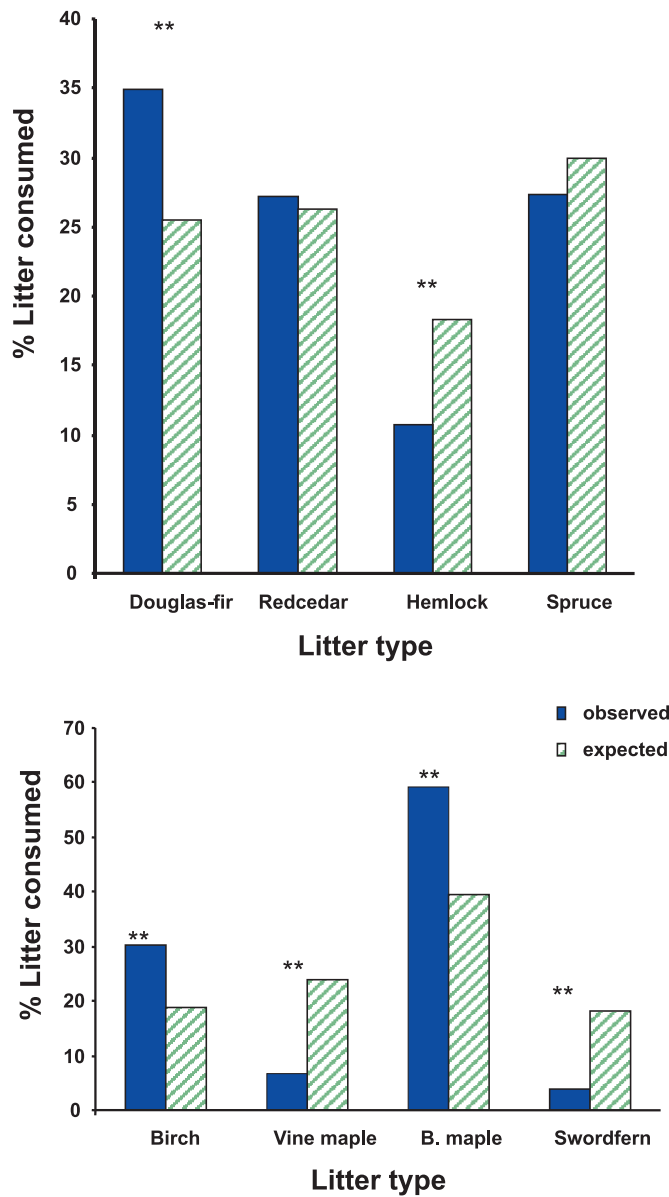 40
35
30
25
20
15
10
5
0
% Litter consumed
**
**
Douglas-fir Redcedar Hemlock Spruce
Litter type
observed
expected
70
60
50
40
30
20
10
0
% Litter consumed
**
**
**
**
Birch Vine maple B. maple Swordfern
Litter type